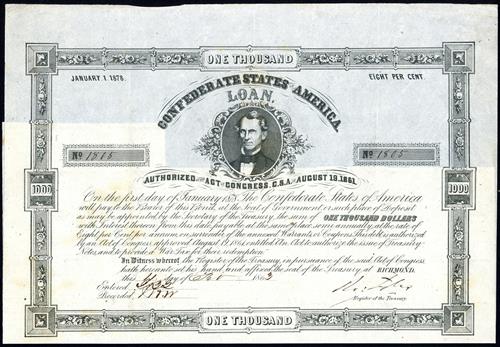 ONE THOUSAND
JANUARY 1. 1878.
EIGHT PER CENT.
CONFEDERATE STATES AMERICA.
LOAN
No 1805
No 1805
AUTHORIZED ACT OF CONGRESS, C.S.A. AUGUST 19, 1861.
1000
1000
On the first day of January 1878 The Confederate States of America
will pay to the Bearer of this Bond, at the seat of Government or such place of Deposit
as may be appointed by the Secretary of the Treasury, the sum of ONE THOUSAND DOLLARS
with Interest thereon from this date, payable at the same place, semi annually, at the rate of
Eight per Cent per annum on surrender of the annexed Warrants or Coupons. This debt is authorized
By an Act of Congress approved August 19, 1861, entitled An Act to authorize the issue of Treasury
Notes, and to provide a War Tax for their redemption.
In Witness whereof the Register of the Treasury, in pursuance of the said Act of Congress
hath hereunto set his hand, and affixed the seal of the Treasury, at RICHMOND,
this day of 1863
Entered
Recorded
Register of the Treasury.
ONE THOUSAND